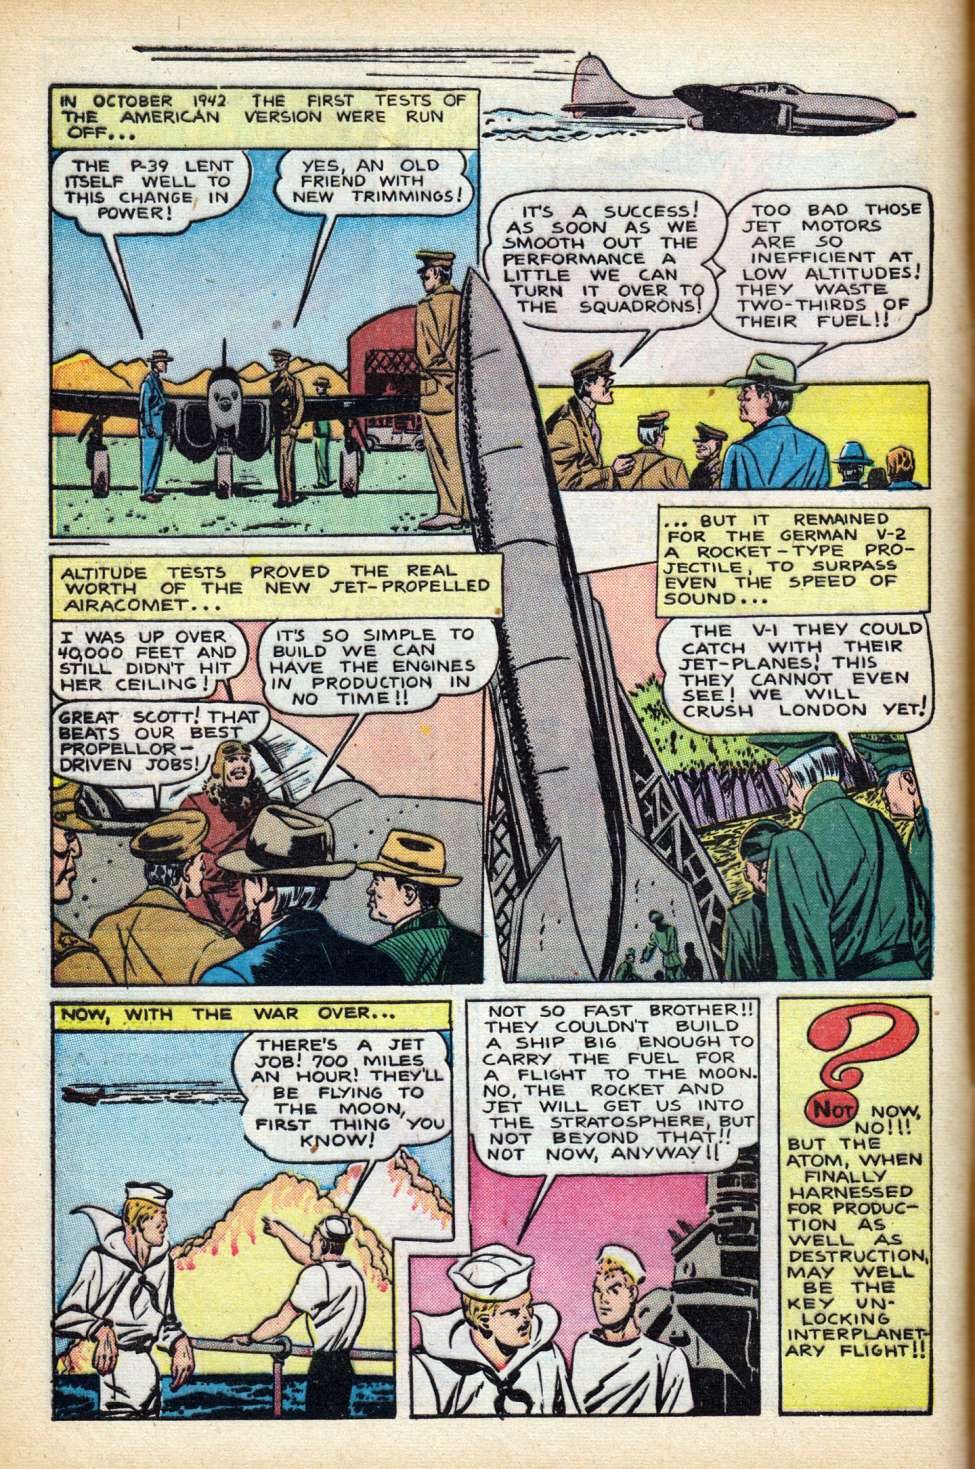 IN OCTOBER 1942 THE FIRST TESTS OF
THE AMERICAN VERSION WERE RUN
OFF...
THE P-39 LENT
ITSELF WELL TO
THIS CHANGE IN
POWER!
YES, AN OLD
FRIEND WITH
NEW TRIMMINGS!
IT'S A SUCCESS!
AS SOON AS WE
SMOOTH OUT THE
PERFORMANCE A
LITTLE WE CAN
TURN IT OVER TO
THE SQUADRONS!
TOO BAD THOSE
JET MOTORS
ARE SO
INEFFICIENT AT
LOW ALTITUDES!
THEY WASTE
TWO-THIRDS OF
THEIR FUEL!!
ALTITUDE TESTS PROVED THE REAL
WORTH OF THE NEW JET-PROPELLED
AIRACOMET...
I WAS UP OVER
40,000 FEET AND
STILL DIDN'T HIT
HER CEILING!
IT'S SO SIMPLE TO
BUILD WE CAN
HAVE THE ENGINES
IN PRODUCTION IN
NO TIME!!
GREAT SCOTT! THAT
BEATS OUR BEST
PROPELLOR-
DRIVEN JOBS!
...BUT IT REMAINED
FOR THE GERMAN V-2
A ROCKET-TYPE PRO-
JECTILE, TO SURPASS
EVEN THE SPEED OF
SOUND...
THE V-1 THEY COULD
CATCH WITH THEIR
JET-PLANES! THIS
THEY CANNOT EVEN
SEE! WE WILL
CRUSH LONDON YET!
NOW, WITH THE WAR OVER...
THERE'S A JET
JOB! 700 MILES
AN HOUR! THEY'LL
BE FLYING TO
THE MOON,
FIRST THING YOU
KNOW!
NOT SO FAST BROTHER!!
THEY COULDN'T BUILD
A SHIP BIG ENOUGH TO
CARRY THE FUEL FOR
A FLIGHT TO THE MOON.
NO, THE ROCKET AND
JET WILL GET US INTO
THE STRATOSPHERE, BUT
NOT BEYOND THAT!!
NOT NOW, ANYWAY!!
?
NOT NOW,
NO!!!
BUT THE
ATOM, WHEN
FINALLY
HARNESSED
FOR PRODUC-
TION AS
WELL AS
DESTRUCTION,
MAY WELL
BE THE
KEY UN-
LOCKING
INTERPLANET-
ARY FLIGHT!!